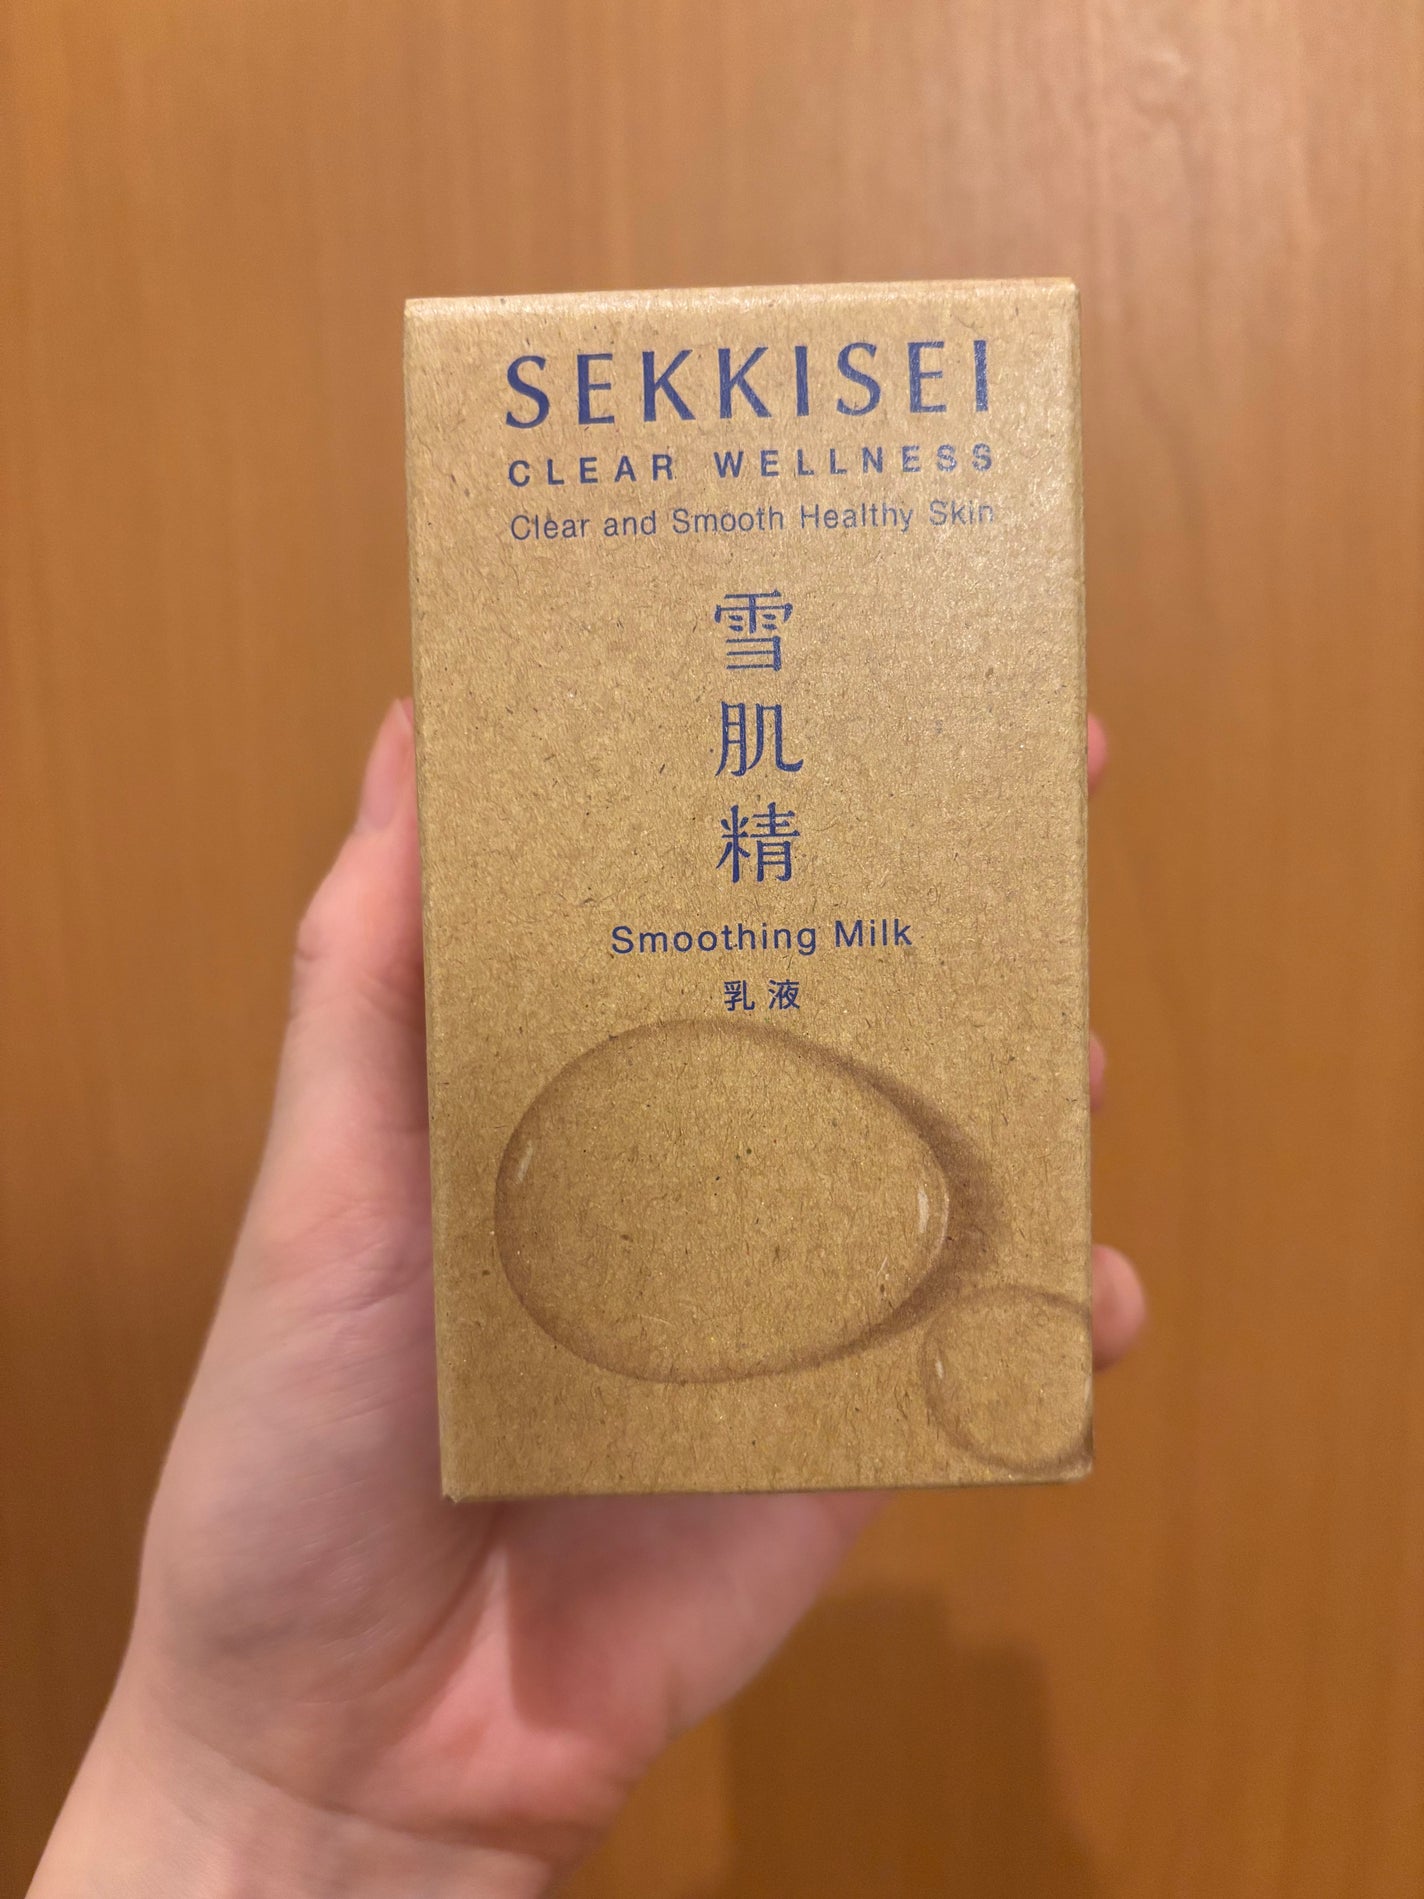 SEKKISEI
CLEAR WELLNESS
Clear and Smooth Healthy Skin
雪肌精
Smoothing Milk
乳液